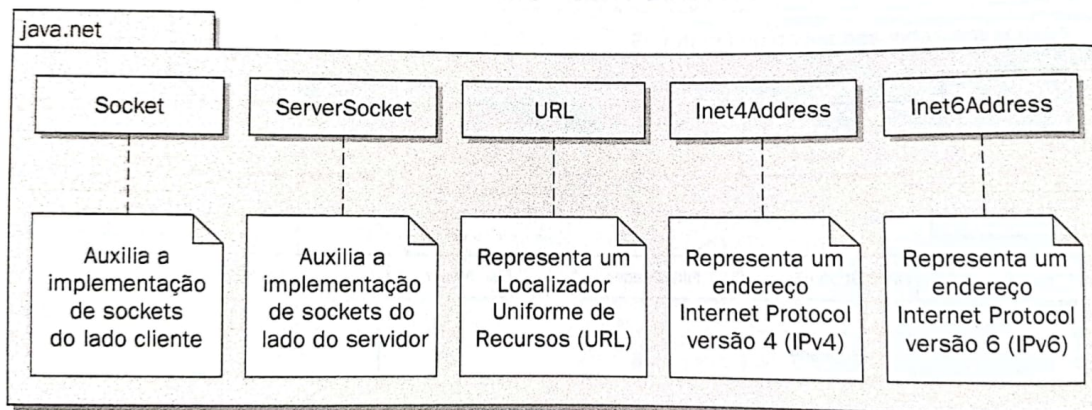 java.net
Socket
ServerSocket
URL
Inet4Address
Inet6Address
Auxilia a
implementação
de sockets
do lado cliente
Auxilia a
implementação
de sockets do
lado do servidor
Representa um
Localizador
Uniforme de
Recursos (URL)
Representa um
endereço
Internet Protocol
versão 4 (IPv4)
Representa um
endereço
Internet Protocol
versão 6 (IPv6)